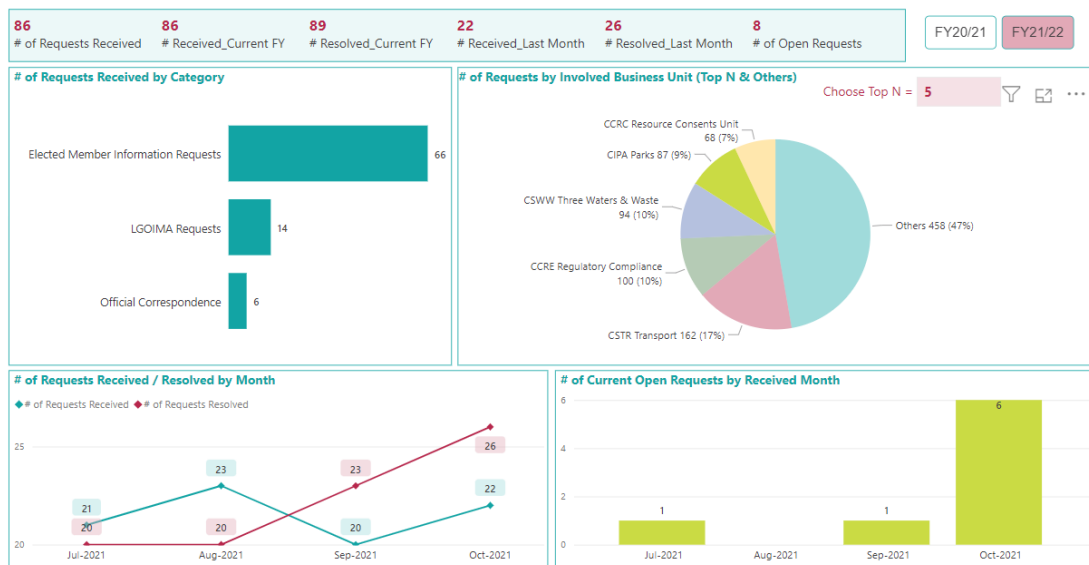 86
# of Requests Received
86
# Received_Current FY
89
# Resolved_Current FY
22
# Received_Last Month
26
# Resolved_Last Month
8
# of Open Requests
FY20/21
FY21/22
# of Requests Received by Category
Elected Member Information Requests
66
LGOIMA Requests
14
Official Correspondence
6
# of Requests by Involved Business Unit (Top N & Others)
Choose Top N =
5
CCRC Resource Consents Unit
68 (7%)
CIPA Parks 87 (9%)
CSWW Three Waters & Waste
94 (10%)
CCRE Regulatory Compliance
100 (10%)
CSTR Transport 162 (17%)
Others 458 (47%)
# of Requests Received / Resolved by Month
# of Requests Received
# of Requests Resolved
25
20
21
20
23
20
23
20
26
22
Jul-2021
Aug-2021
Sep-2021
Oct-2021
# of Current Open Requests by Received Month
6
4
2
0
1
1
6
Jul-2021
Aug-2021
Sep-2021
Oct-2021